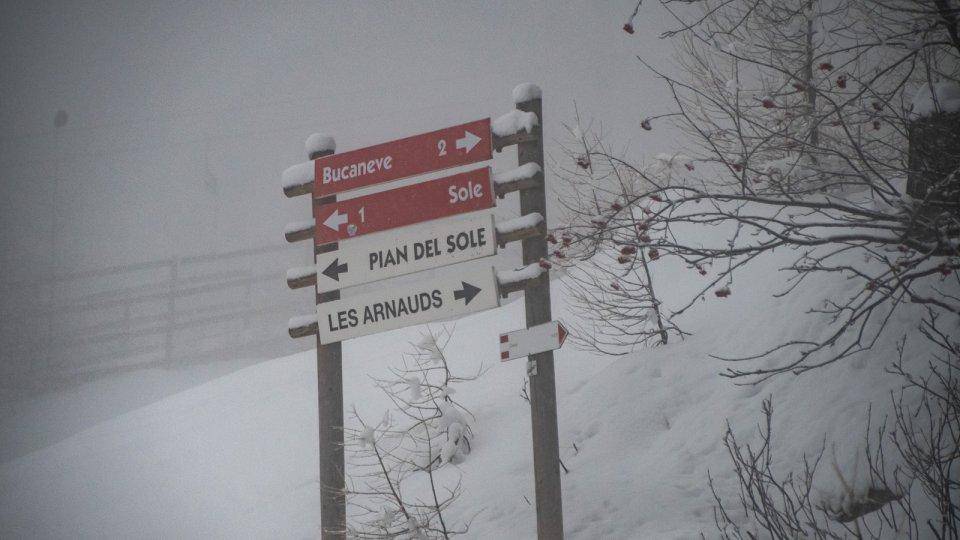 Bucaneve 2
1 Sole
PIAN DEL SOLE
LES ARNAUDS